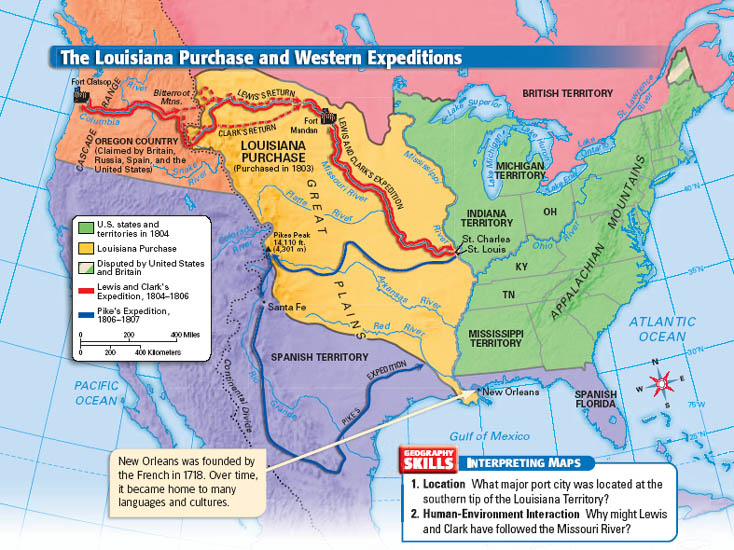 The Louisiana Purchase and Western Expeditions
Fort Clatsop
CASCADE RANGE
River
Columbia
Bitterroot
Mtns.
LEWIS'S RETURN
CLARK'S RETURN
Fort
Mandan
LEWIS AND CLARK'S EXPEDITION
OREGON COUNTRY
(Claimed by Britain,
Russia, Spain, and the
United States)
Snake
River
LOUISIANA
PURCHASE
(Purchased in 1803)
GREAT
PLAINS
Missouri River
Platte
River
Mississippi
River
BRITISH TERRITORY
St. Lawrence
River
Lake Superior
Lake Michigan
Lake Huron
Lake
Ontario
Lake Erie
MICHIGAN
TERRITORY
INDIANA
TERRITORY
OH
Ohio River
St. Charles
St. Louis
KY
TN
APPALACHIAN MOUNTAINS
MISSISSIPPI
TERRITORY
40°N
35°N
30°N
25°N
75°W
ATLANTIC
OCEAN
N
W
E
S
U.S. states and
territories in 1804
Louisiana Purchase
Disputed by United States
and Britain
Lewis and Clark's
Expedition, 1804–1806
Pike's Expedition,
1806–1807
0 200 400 Miles
0 200 400 Kilometers
Colorado
River
Pikes Peak
14,110 ft.
(4,301 m)
Arkansas River
Red River
Santa Fe
SPANISH TERRITORY
Continental Divide
Rio
Grande
PIKE'S EXPEDITION
PACIFIC
OCEAN
New Orleans
SPANISH
FLORIDA
Gulf of Mexico
New Orleans was founded by
the French in 1718. Over time,
it became home to many
languages and cultures.
GEOGRAPHY
SKILLS
INTERPRETING MAPS
1. Location What major port city was located at the
southern tip of the Louisiana Territory?
2. Human-Environment Interaction Why might Lewis
and Clark have followed the Missouri River?